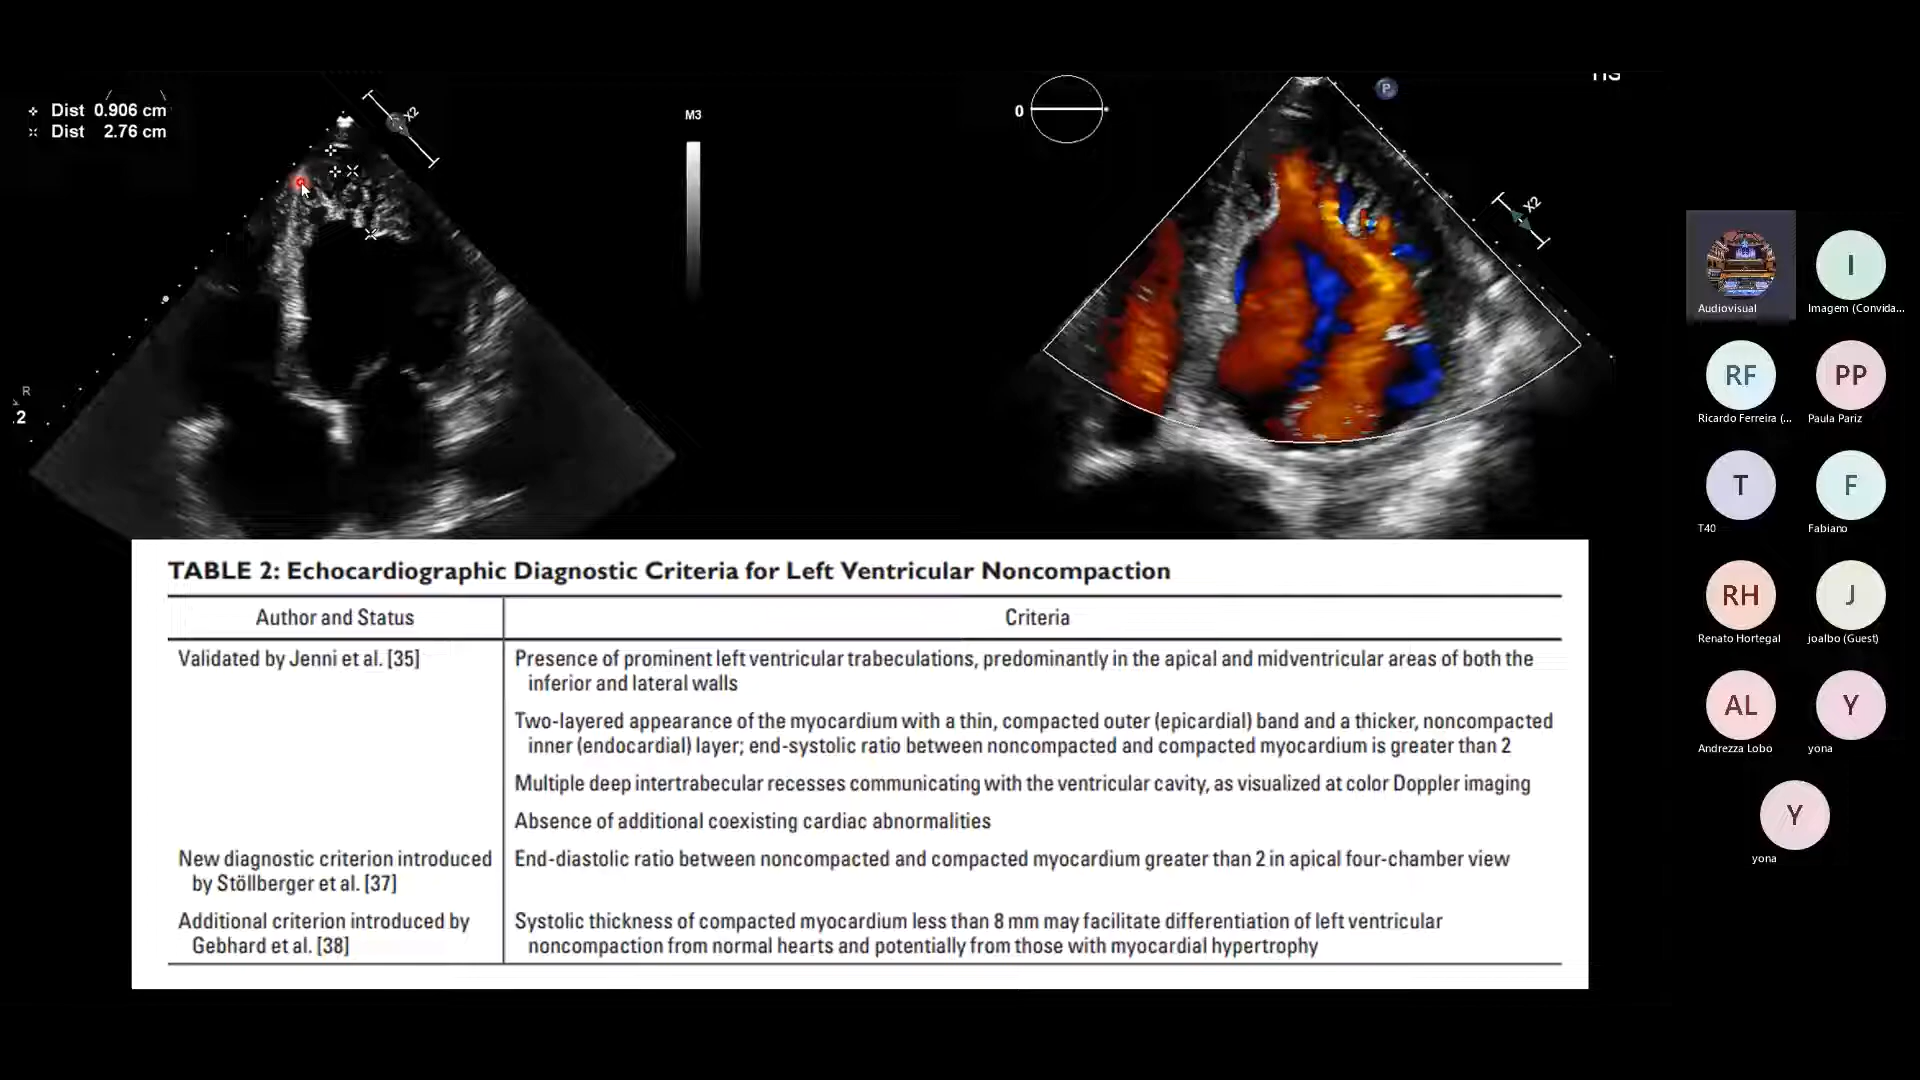 Dist 0.906 cm
Dist 2.76 cm
X2
M3
R
.2
0
P
X2
Audiovisual
I
Imagem (Convida...
RF
Ricardo Ferreira (...
PP
Paula Pariz
T
T40
F
Fabiano
RH
Renato Hortegal
J
joalbo (Guest)
AL
Andrezza Lobo
Y
yona
Y
yona
TABLE 2: Echocardiographic Diagnostic Criteria for Left Ventricular Noncompaction
Author and Status
Criteria
Validated by Jenni et al. [35]
Presence of prominent left ventricular trabeculations, predominantly in the apical and midventricular areas of both the
inferior and lateral walls
Two-layered appearance of the myocardium with a thin, compacted outer (epicardial) band and a thicker, noncompacted
inner (endocardial) layer; end-systolic ratio between noncompacted and compacted myocardium is greater than 2
Multiple deep intertrabecular recesses communicating with the ventricular cavity, as visualized at color Doppler imaging
Absence of additional coexisting cardiac abnormalities
New diagnostic criterion introduced
by Stöllberger et al. [37]
End-diastolic ratio between noncompacted and compacted myocardium greater than 2 in apical four-chamber view
Additional criterion introduced by
Gebhard et al. [38]
Systolic thickness of compacted myocardium less than 8 mm may facilitate differentiation of left ventricular
noncompaction from normal hearts and potentially from those with myocardial hypertrophy